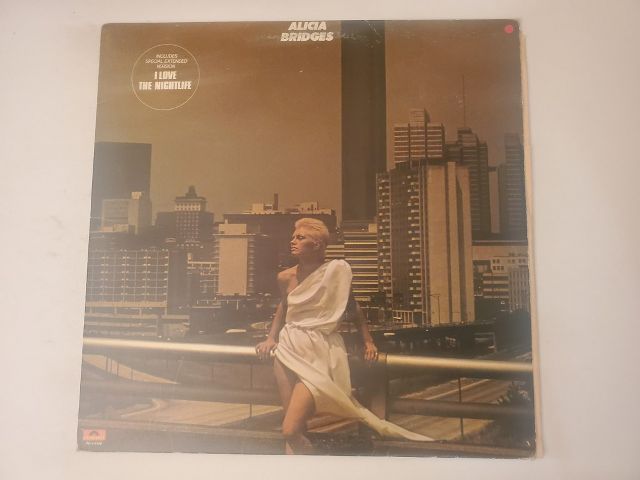 ALICIA
BRIDGES
INCLUDES
SPECIAL EXTENDED
VERSION
I LOVE
THE NIGHTLIFE